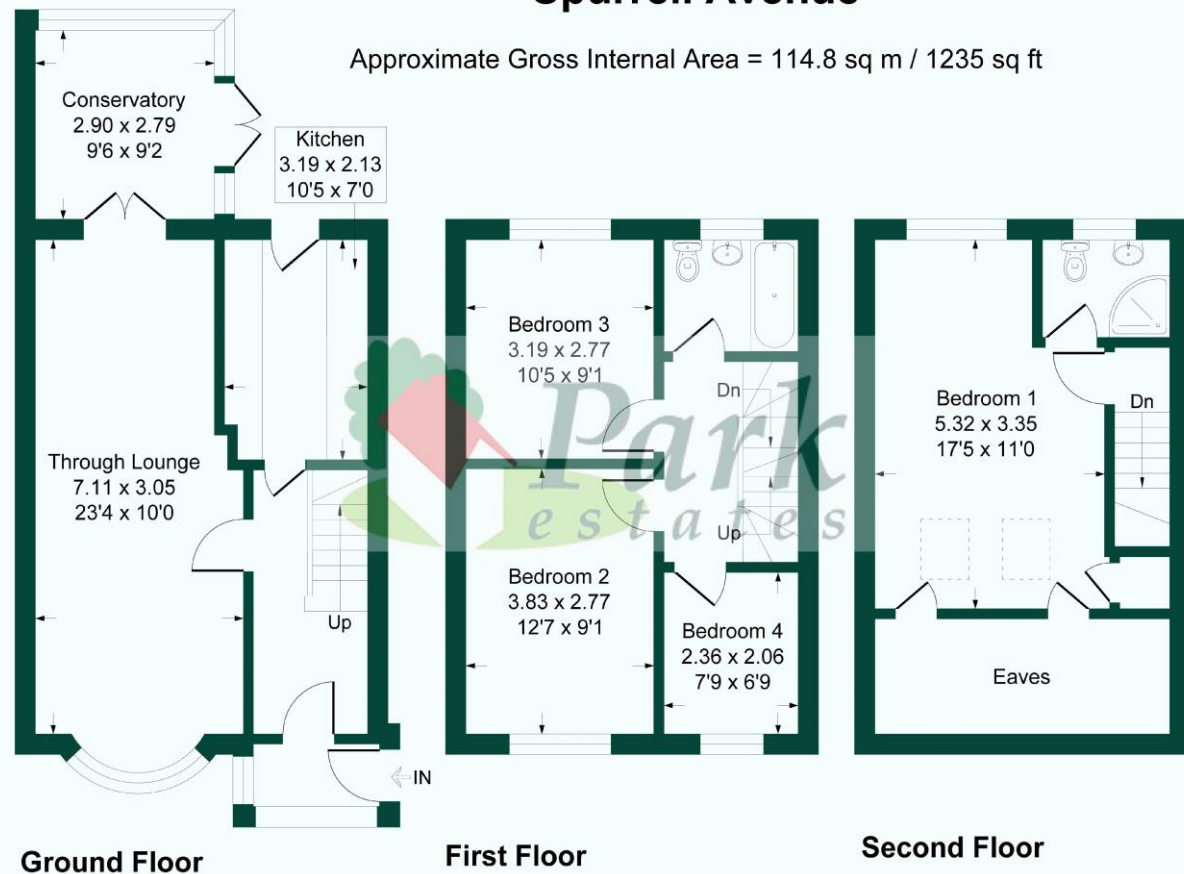 Approximate Gross Internal Area = 114.8 sq m / 1235 sq ft
Conservatory
2.90 x 2.79
9'6 x 9'2
Kitchen
3.19 x 2.13
10'5 x 7'0
Through Lounge
7.11 x 3.05
23'4 x 10'0
Up
IN
Ground Floor
Bedroom 3
3.19 x 2.77
10'5 x 9'1
Dn
Up
Bedroom 2
3.83 x 2.77
12'7 x 9'1
Bedroom 4
2.36 x 2.06
7'9 x 6'9
First Floor
Bedroom 1
5.32 x 3.35
17'5 x 11'0
Dn
Eaves
Second Floor
Park
estates